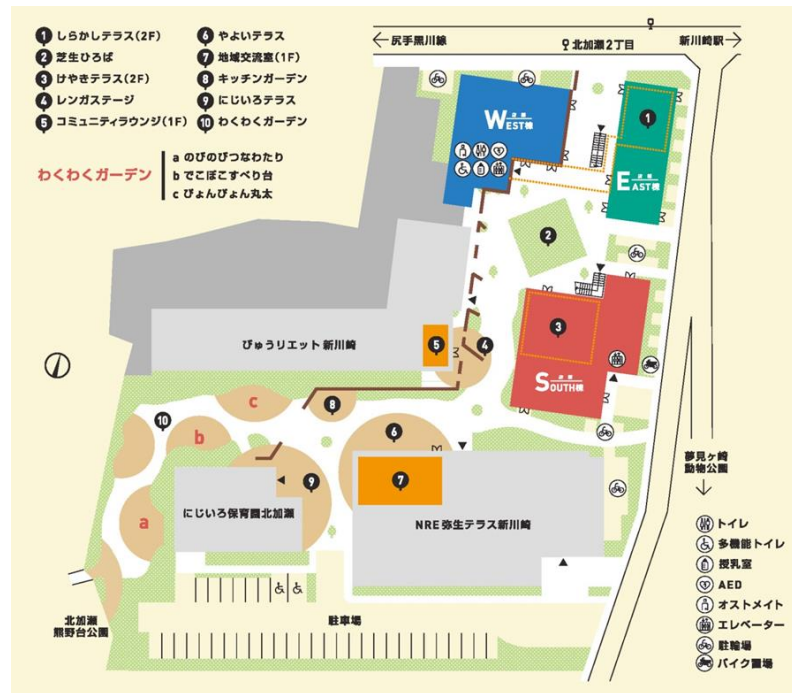 1 しらかしテラス(2F)
2 芝生ひろば
3 けやきテラス(2F)
4 レンガステージ
5 コミュニティラウンジ(1F)
6 やよいテラス
7 地域交流室(1F)
8 キッチンガーデン
9 にじいろテラス
10 わくわくガーデン
わくわくガーデン
a のびのびつなわたり
b でこぼこすべり台
c ぴょんぴょん丸太
尻手黒川線
北加瀬2丁目
新川崎駅
WEST棟
1
EAST棟
2
3
SOUTH棟
びゅうリエット新川崎
5
4
c
8
10
b
6
9
7
a
にじいろ保育園北加瀬
NRE弥生テラス新川崎
夢見ヶ崎
動物公園
北加瀬
熊野台公園
駐車場
トイレ
多機能トイレ
授乳室
AED
オストメイト
エレベーター
駐輪場
バイク置場